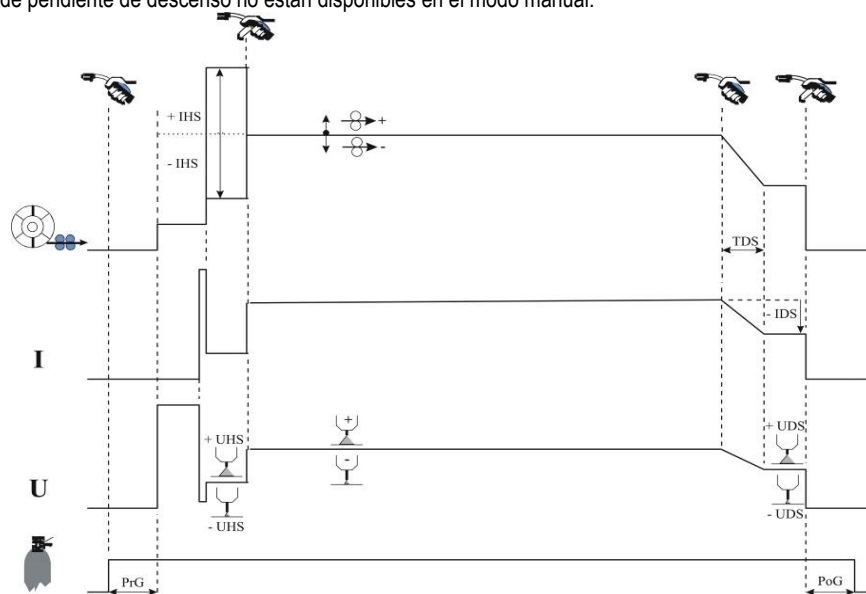 de pendiente de descenso no están disponibles en el modo manual.
+ IHS
+
- IHS
-
TDS
- IDS
I
+
+ UHS
+ UDS
-
U
- UHS
- UDS
PrG
PoG